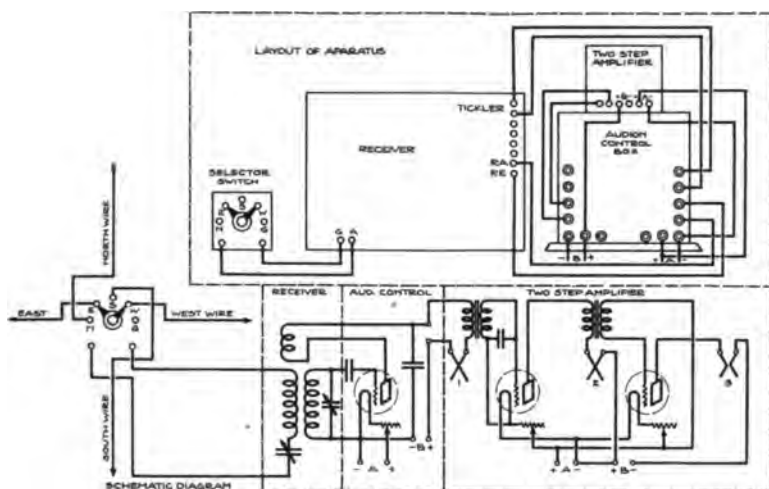 LAYOUT OF APPARATUS
TWO STEP
AMPLIFIER
-B+ +A-
TICKLER
RECEIVER
AUDION
CONTROL
BOX
RA
RE
SELECTOR
SWITCH
S
G A
- B + + A -
NORTH WIRE
RECEIVER
AUD. CONTROL
TWO STEP AMPLIFIER
S
EAST
WEST WIRE
1
2
3
SOUTH WIRE
-B+
- A +
+ A -
+ B -
SCHEMATIC DIAGRAM